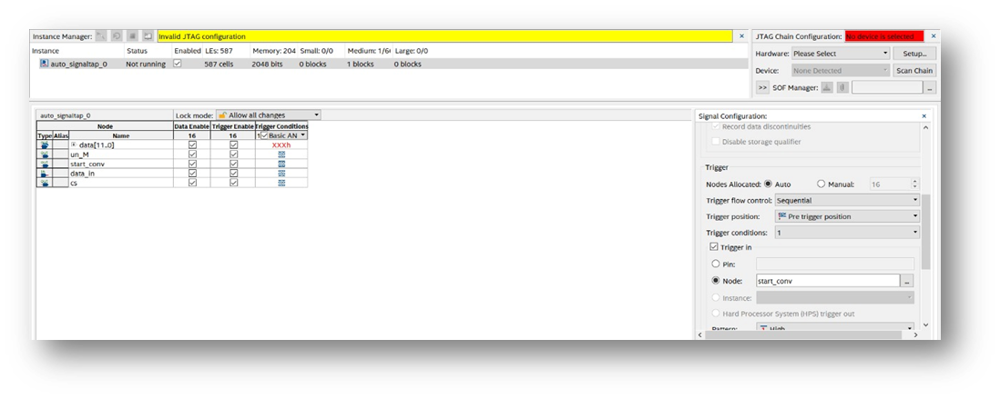 Instance Manager: Invalid JTAG configuration
Instance Status Enabled LEs: 587 Memory: 204 Small: 0/0 Medium: 1/6 Large: 0/0
auto_signaltap_0 Not running 587 cells 2048 bits 0 blocks 1 blocks 0 blocks
JTAG Chain Configuration: No device is selected
Hardware: Please Select Setup...
Device: None Detected Scan Chain
>> SOF Manager: ...
auto_signaltap_0 Lock mode: Allow all changes
Node Data Enable Trigger Enable Trigger Conditions
Type Alias Name 16 16 1 Basic AN
data[11..0] XXXh
un_M
start_conv
data_in
cs
Signal Configuration:
Record data discontinuities
Disable storage qualifier
Trigger
Nodes Allocated: Auto Manual: 16
Trigger flow control: Sequential
Trigger position: Pre trigger position
Trigger conditions: 1
Trigger in
Pin:
Node: start_conv ...
Instance:
Hard Processor System (HPS) trigger out
Pattern: High